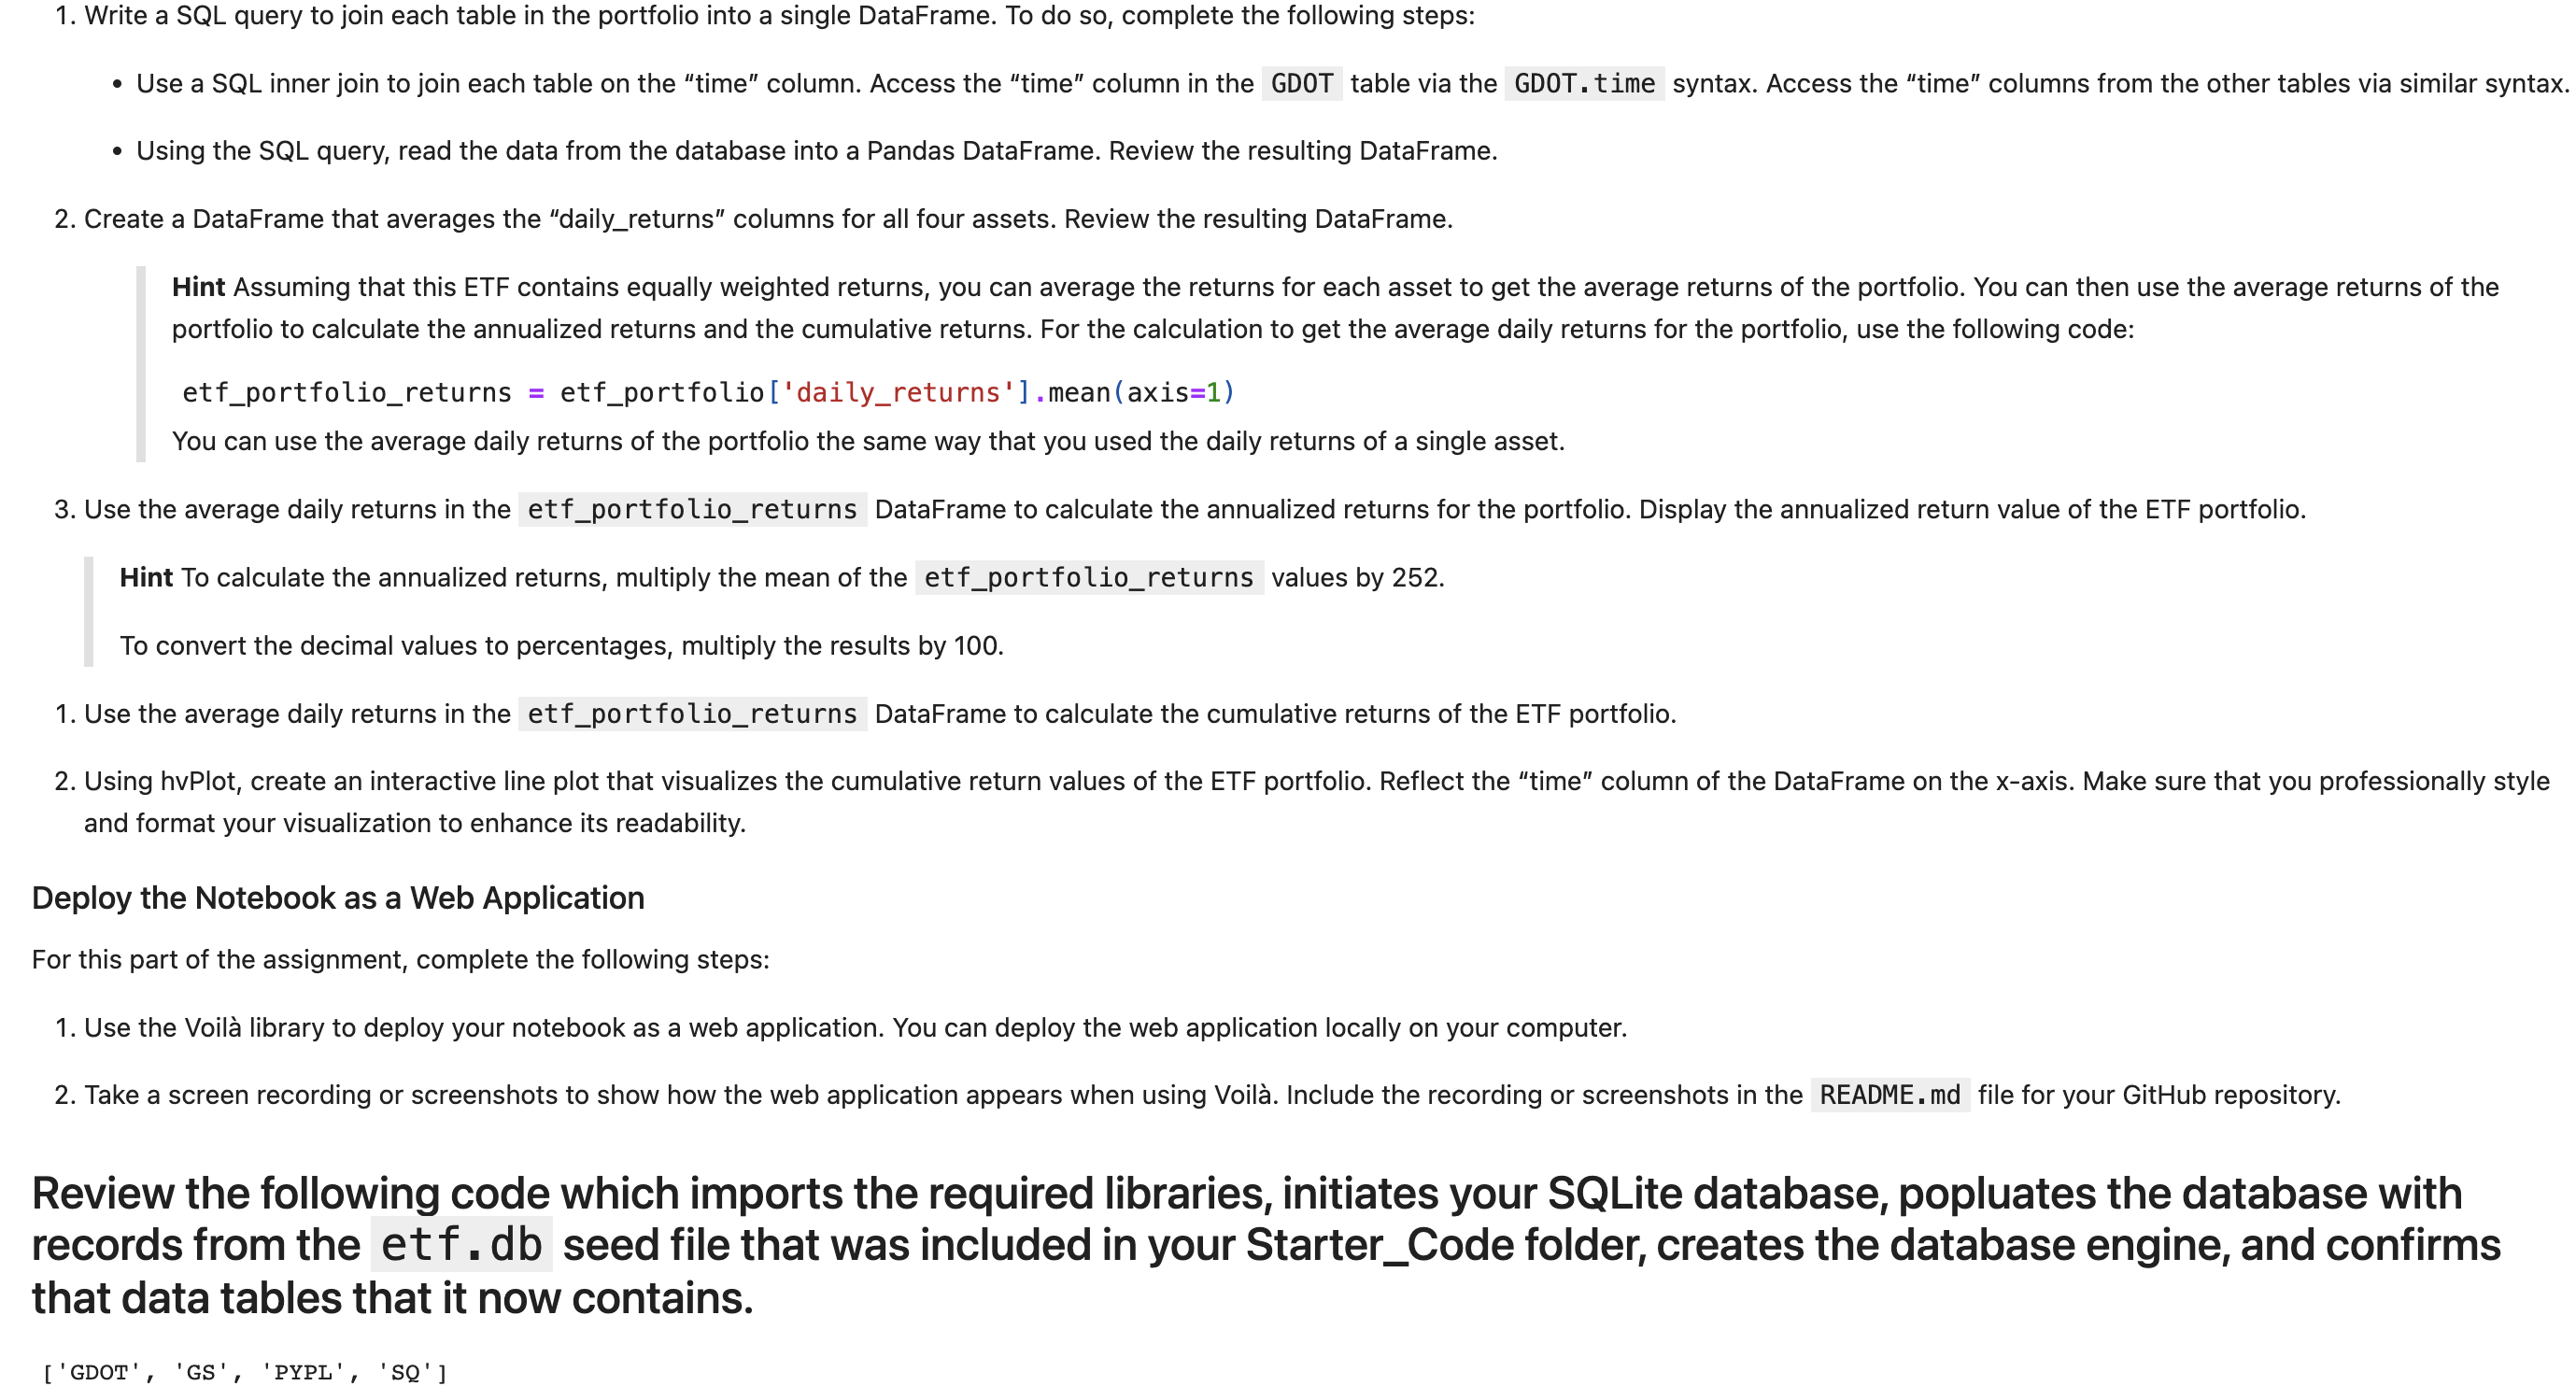 1. Write a SQL query to join each table in the portfolio into a single DataFrame. To do so, complete the following steps:
• Use a SQL inner join to join each table on the “time” column. Access the “time” column in the GDOT table via the GDOT.time syntax. Access the “time” columns from the other tables via similar syntax.
• Using the SQL query, read the data from the database into a Pandas DataFrame. Review the resulting DataFrame.
2. Create a DataFrame that averages the “daily_returns” columns for all four assets. Review the resulting DataFrame.
Hint Assuming that this ETF contains equally weighted returns, you can average the returns for each asset to get the average returns of the portfolio. You can then use the average returns of the
portfolio to calculate the annualized returns and the cumulative returns. For the calculation to get the average daily returns for the portfolio, use the following code:
etf_portfolio_returns = etf_portfolio['daily_returns'].mean(axis=1)
You can use the average daily returns of the portfolio the same way that you used the daily returns of a single asset.
3. Use the average daily returns in the etf_portfolio_returns DataFrame to calculate the annualized returns for the portfolio. Display the annualized return value of the ETF portfolio.
Hint To calculate the annualized returns, multiply the mean of the etf_portfolio_returns values by 252.
To convert the decimal values to percentages, multiply the results by 100.
1. Use the average daily returns in the etf_portfolio_returns DataFrame to calculate the cumulative returns of the ETF portfolio.
2. Using hvPlot, create an interactive line plot that visualizes the cumulative return values of the ETF portfolio. Reflect the “time” column of the DataFrame on the x-axis. Make sure that you professionally style
and format your visualization to enhance its readability.
Deploy the Notebook as a Web Application
For this part of the assignment, complete the following steps:
1. Use the Voilà library to deploy your notebook as a web application. You can deploy the web application locally on your computer.
2. Take a screen recording or screenshots to show how the web application appears when using Voilà. Include the recording or screenshots in the README.md file for your GitHub repository.
Review the following code which imports the required libraries, initiates your SQLite database, popluates the database with
records from the etf.db seed file that was included in your Starter_Code folder, creates the database engine, and confirms
that data tables that it now contains.
['GDOT', 'GS', 'PYPL', 'SQ']